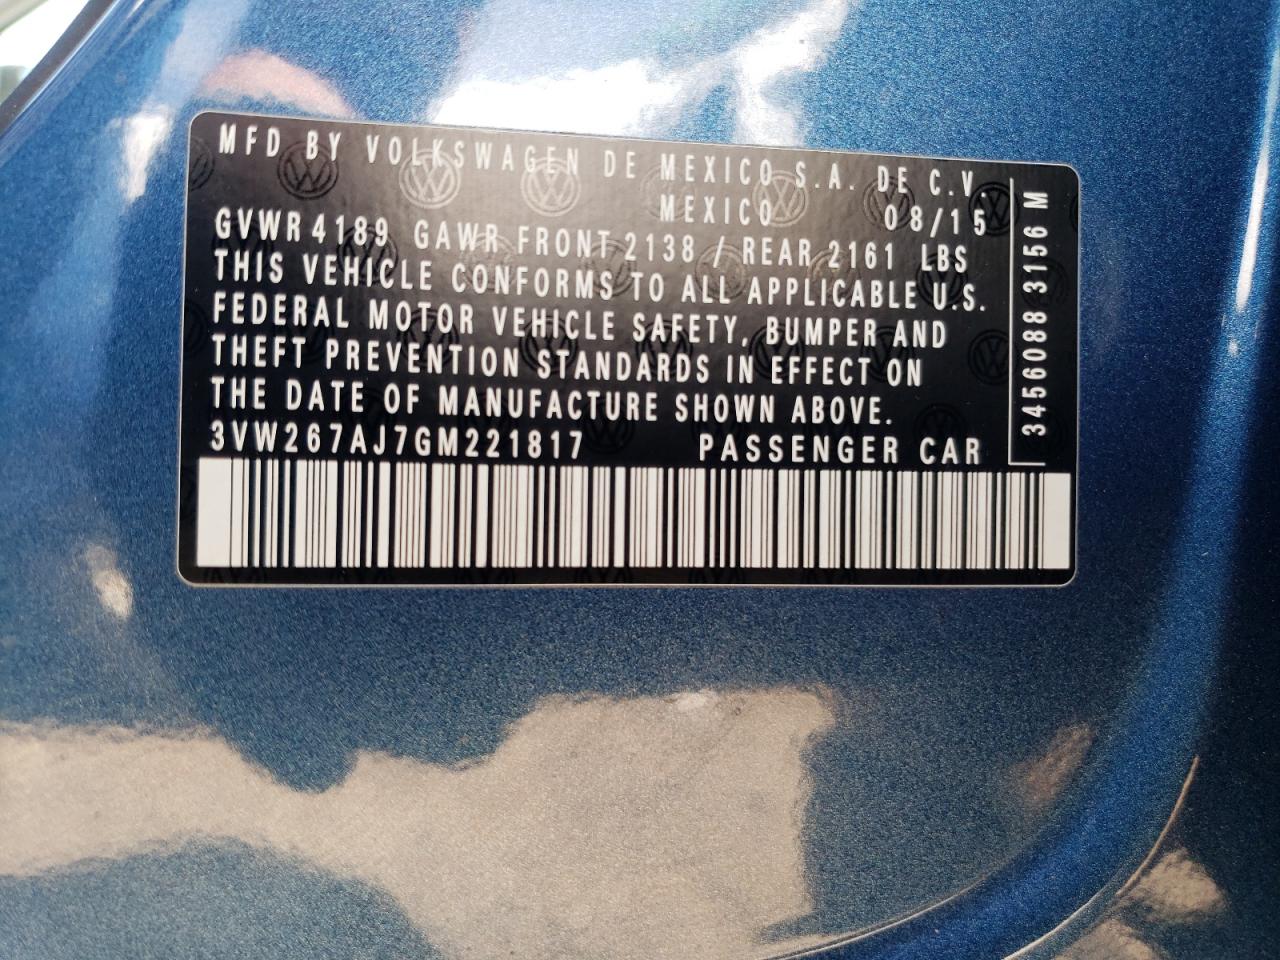 MFD BY VOLKSWAGEN DE MEXICO S.A. DE C.V.
MEXICO 08/15
GVWR 4189 GAWR FRONT 2138 / REAR 2161 LBS
THIS VEHICLE CONFORMS TO ALL APPLICABLE U.S.
FEDERAL MOTOR VEHICLE SAFETY, BUMPER AND
THEFT PREVENTION STANDARDS IN EFFECT ON
THE DATE OF MANUFACTURE SHOWN ABOVE.
3VW267AJ7GM221817 PASSENGER CAR
3456088 3156 M